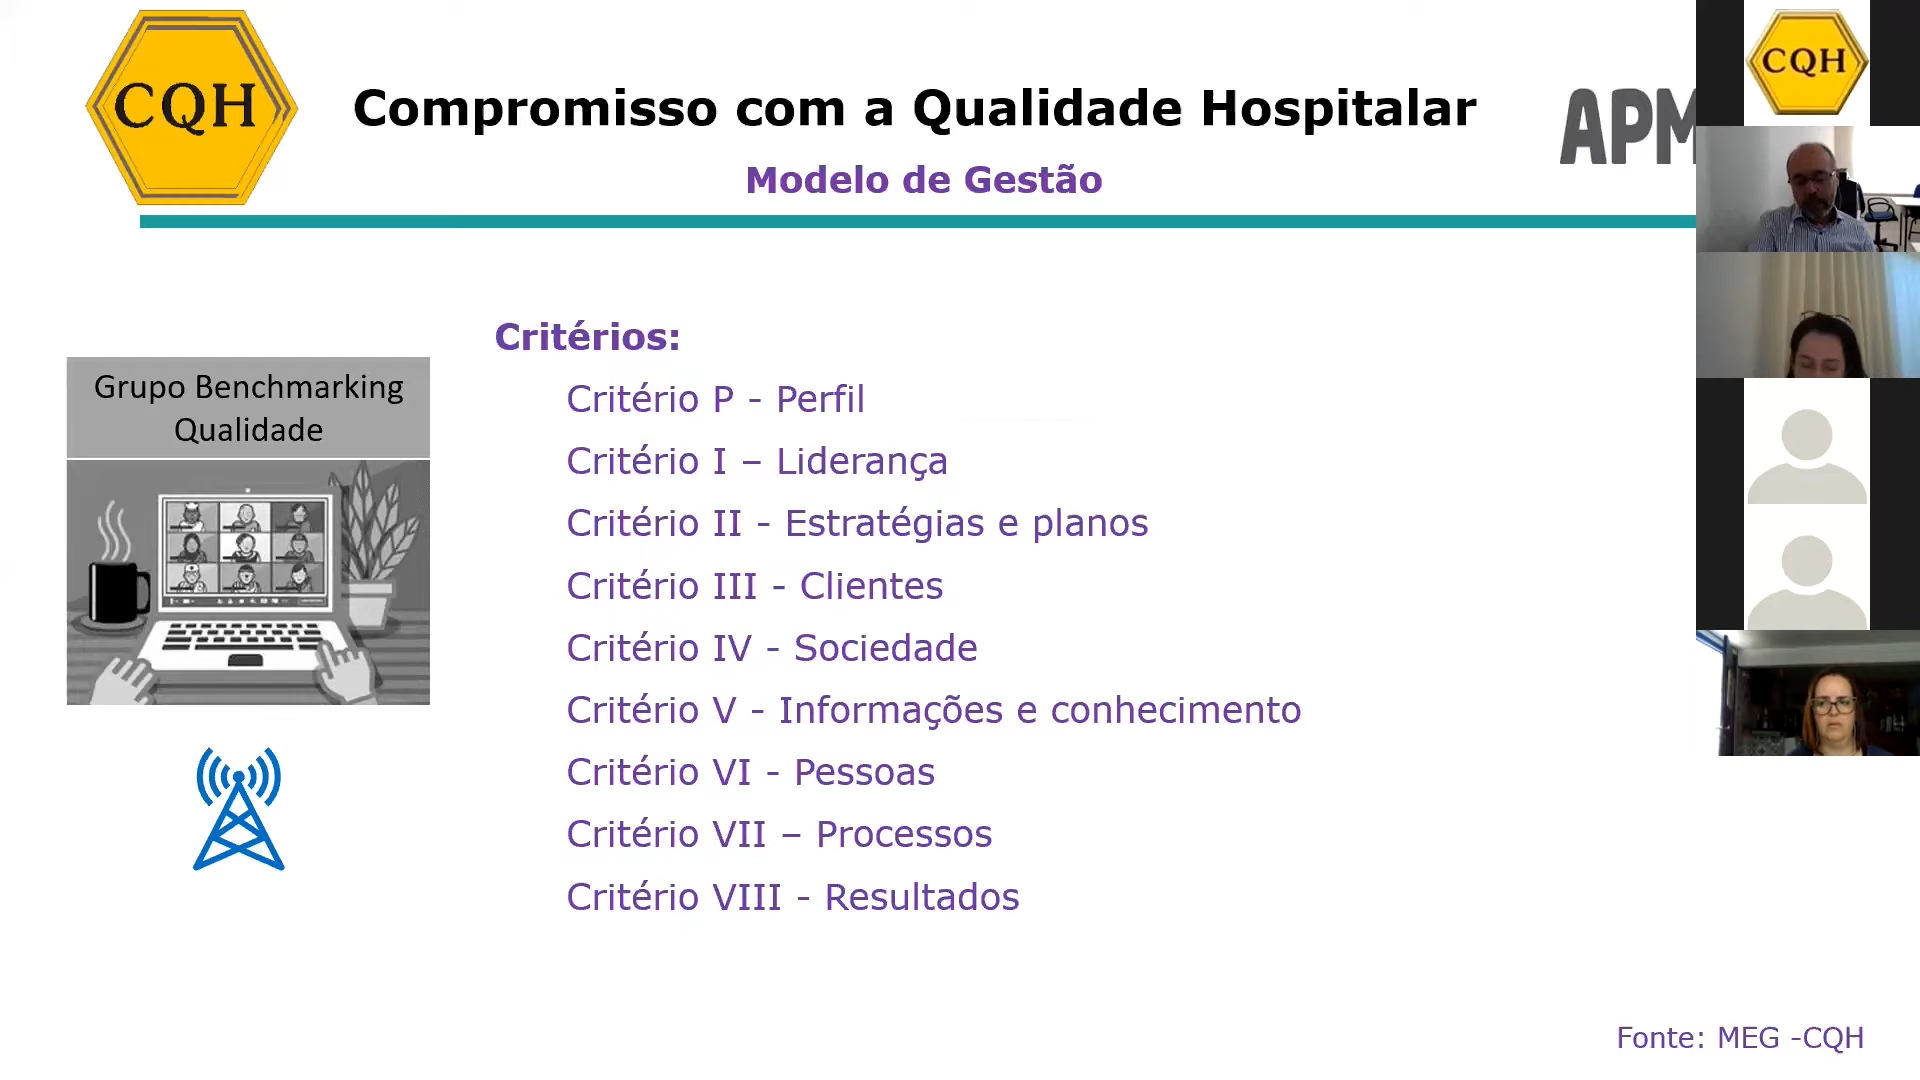 CQH
Compromisso com a Qualidade Hospitalar
APM
CQH
Modelo de Gestão
Critérios:
Grupo Benchmarking
Qualidade
Critério P - Perfil
Critério I – Liderança
Critério II - Estratégias e planos
Critério III - Clientes
Critério IV - Sociedade
Critério V - Informações e conhecimento
Critério VI - Pessoas
Critério VII – Processos
Critério VIII - Resultados
Fonte: MEG -CQH